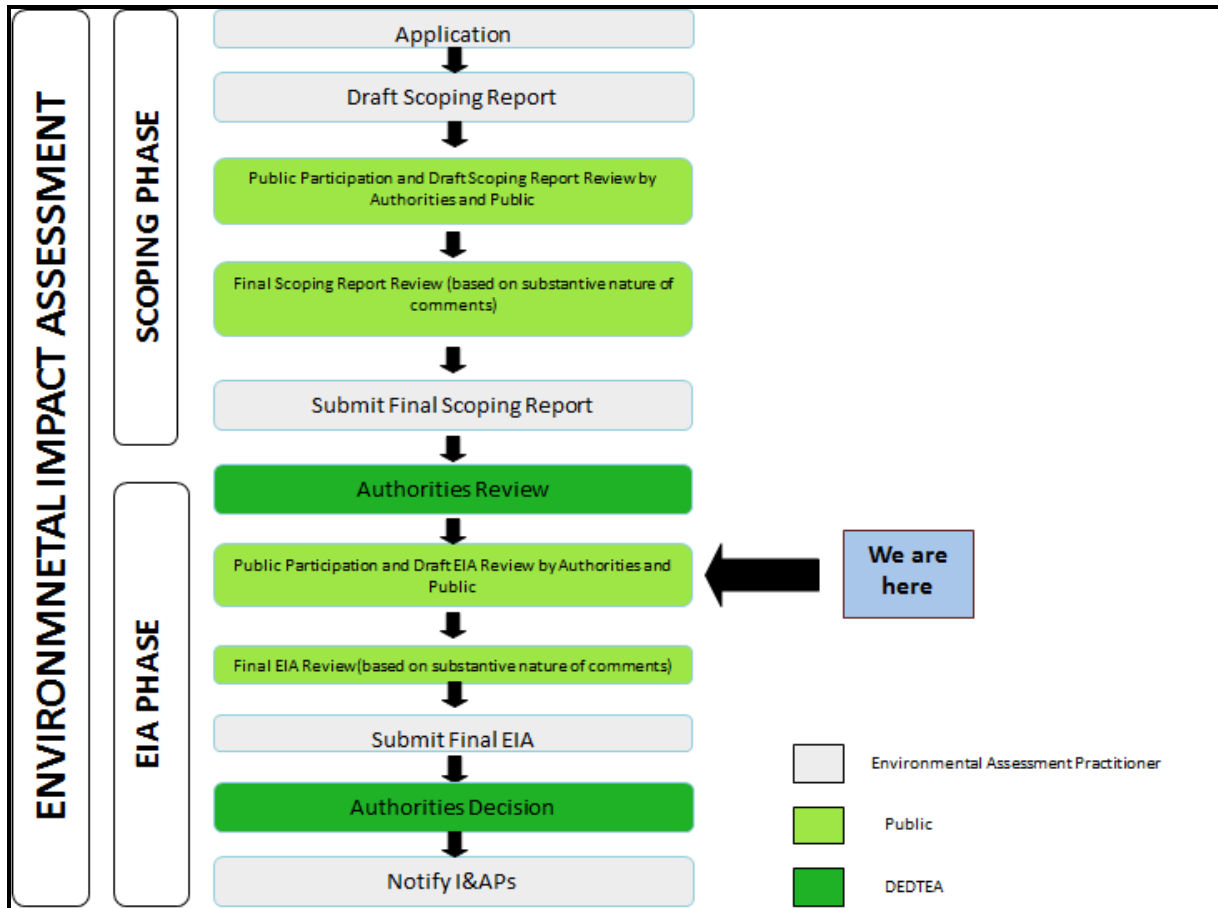 ENVIRONMNETAL IMPACT ASSESSMENT
SCOPING PHASE
EIA PHASE
Application
Draft Scoping Report
Public Participation and Draft Scoping Report Review by
Authorities and Public
Final Scoping Report Review (based on substantive nature of
comments)
Submit Final Scoping Report
Authorities Review
Public Participation and Draft EIA Review by Authorities and
Public
We are
here
Final EIA Review(based on substantive nature of comments)
Submit Final EIA
Authorities Decision
Notify I&APs
Environmental Assessment Practitioner
Public
DEDTEA